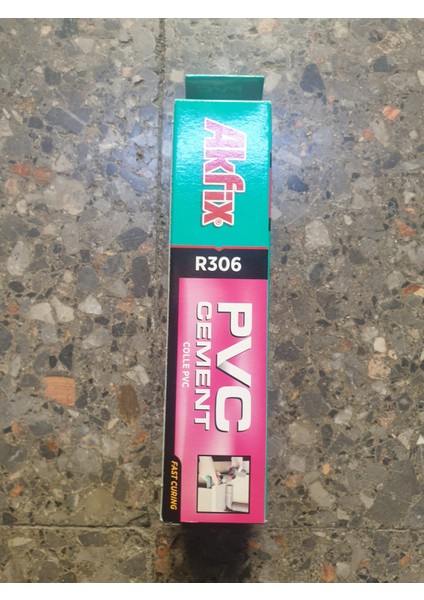 Akfix®
R306
PVC
CEMENT
COLLE PVC
FAST CURING